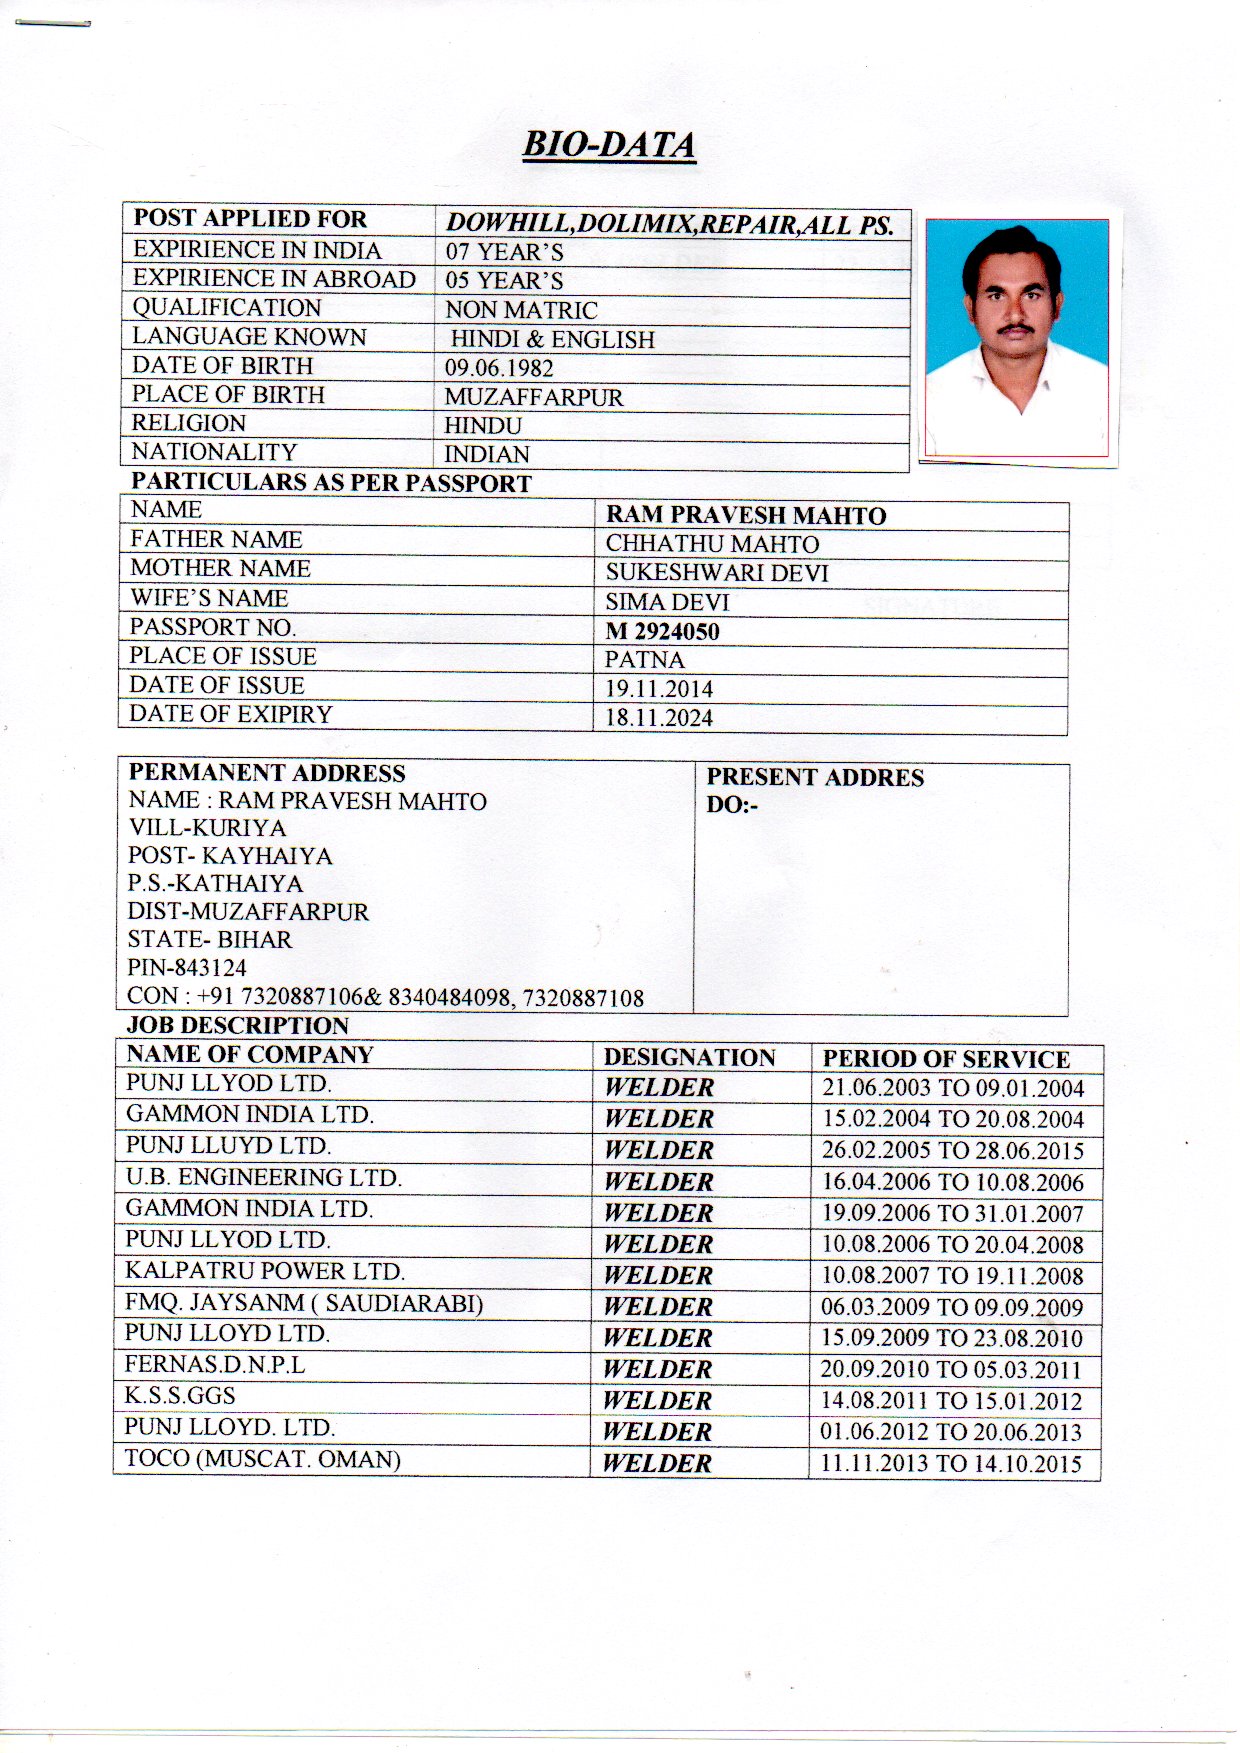 BIO-DATA
POST APPLIED FOR DOWHILL,DOLIMIX,REPAIR,ALL PS.
EXPIRIENCE IN INDIA 07 YEAR'S
EXPIRIENCE IN ABROAD 05 YEAR'S
QUALIFICATION NON MATRIC
LANGUAGE KNOWN HINDI & ENGLISH
DATE OF BIRTH 09.06.1982
PLACE OF BIRTH MUZAFFARPUR
RELIGION HINDU
NATIONALITY INDIAN
PARTICULARS AS PER PASSPORT
NAME RAM PRAVESH MAHTO
FATHER NAME CHHATHU MAHTO
MOTHER NAME SUKESHWARI DEVI
WIFE'S NAME SIMA DEVI
PASSPORT NO. M 2924050
PLACE OF ISSUE PATNA
DATE OF ISSUE 19.11.2014
DATE OF EXIPIRY 18.11.2024
PERMANENT ADDRESS
NAME : RAM PRAVESH MAHTO
VILL-KURIYA
POST- KAYHAIYA
P.S.-KATHAIYA
DIST-MUZAFFARPUR
STATE- BIHAR
PIN-843124
CON : +91 7320887106& 8340484098, 7320887108
PRESENT ADDRES
DO:-
JOB DESCRIPTION
NAME OF COMPANY DESIGNATION PERIOD OF SERVICE
PUNJ LLYOD LTD. WELDER 21.06.2003 TO 09.01.2004
GAMMON INDIA LTD. WELDER 15.02.2004 TO 20.08.2004
PUNJ LLUYD LTD. WELDER 26.02.2005 TO 28.06.2015
U.B. ENGINEERING LTD. WELDER 16.04.2006 TO 10.08.2006
GAMMON INDIA LTD. WELDER 19.09.2006 TO 31.01.2007
PUNJ LLYOD LTD. WELDER 10.08.2006 TO 20.04.2008
KALPATRU POWER LTD. WELDER 10.08.2007 TO 19.11.2008
FMQ. JAYSANM ( SAUDIARABI) WELDER 06.03.2009 TO 09.09.2009
PUNJ LLOYD LTD. WELDER 15.09.2009 TO 23.08.2010
FERNAS.D.N.P.L WELDER 20.09.2010 TO 05.03.2011
K.S.S.GGS WELDER 14.08.2011 TO 15.01.2012
PUNJ LLOYD. LTD. WELDER 01.06.2012 TO 20.06.2013
TOCO (MUSCAT. OMAN) WELDER 11.11.2013 TO 14.10.2015